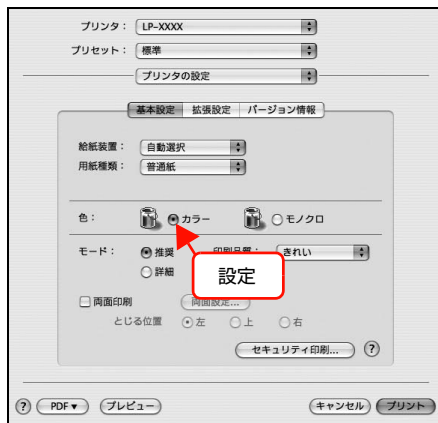 プリンタ： LP-XXXX
プリセット： 標準
プリンタの設定
基本設定 拡張設定 バージョン情報
給紙装置： 自動選択
用紙種類： 普通紙
色： カラー モノクロ
モード： 推奨 印刷品質： きれい
詳細
設定
両面印刷 両面設定...
とじる位置 左 上 右
セキュリティ印刷... ?
? PDF▼ プレビュー キャンセル プリント